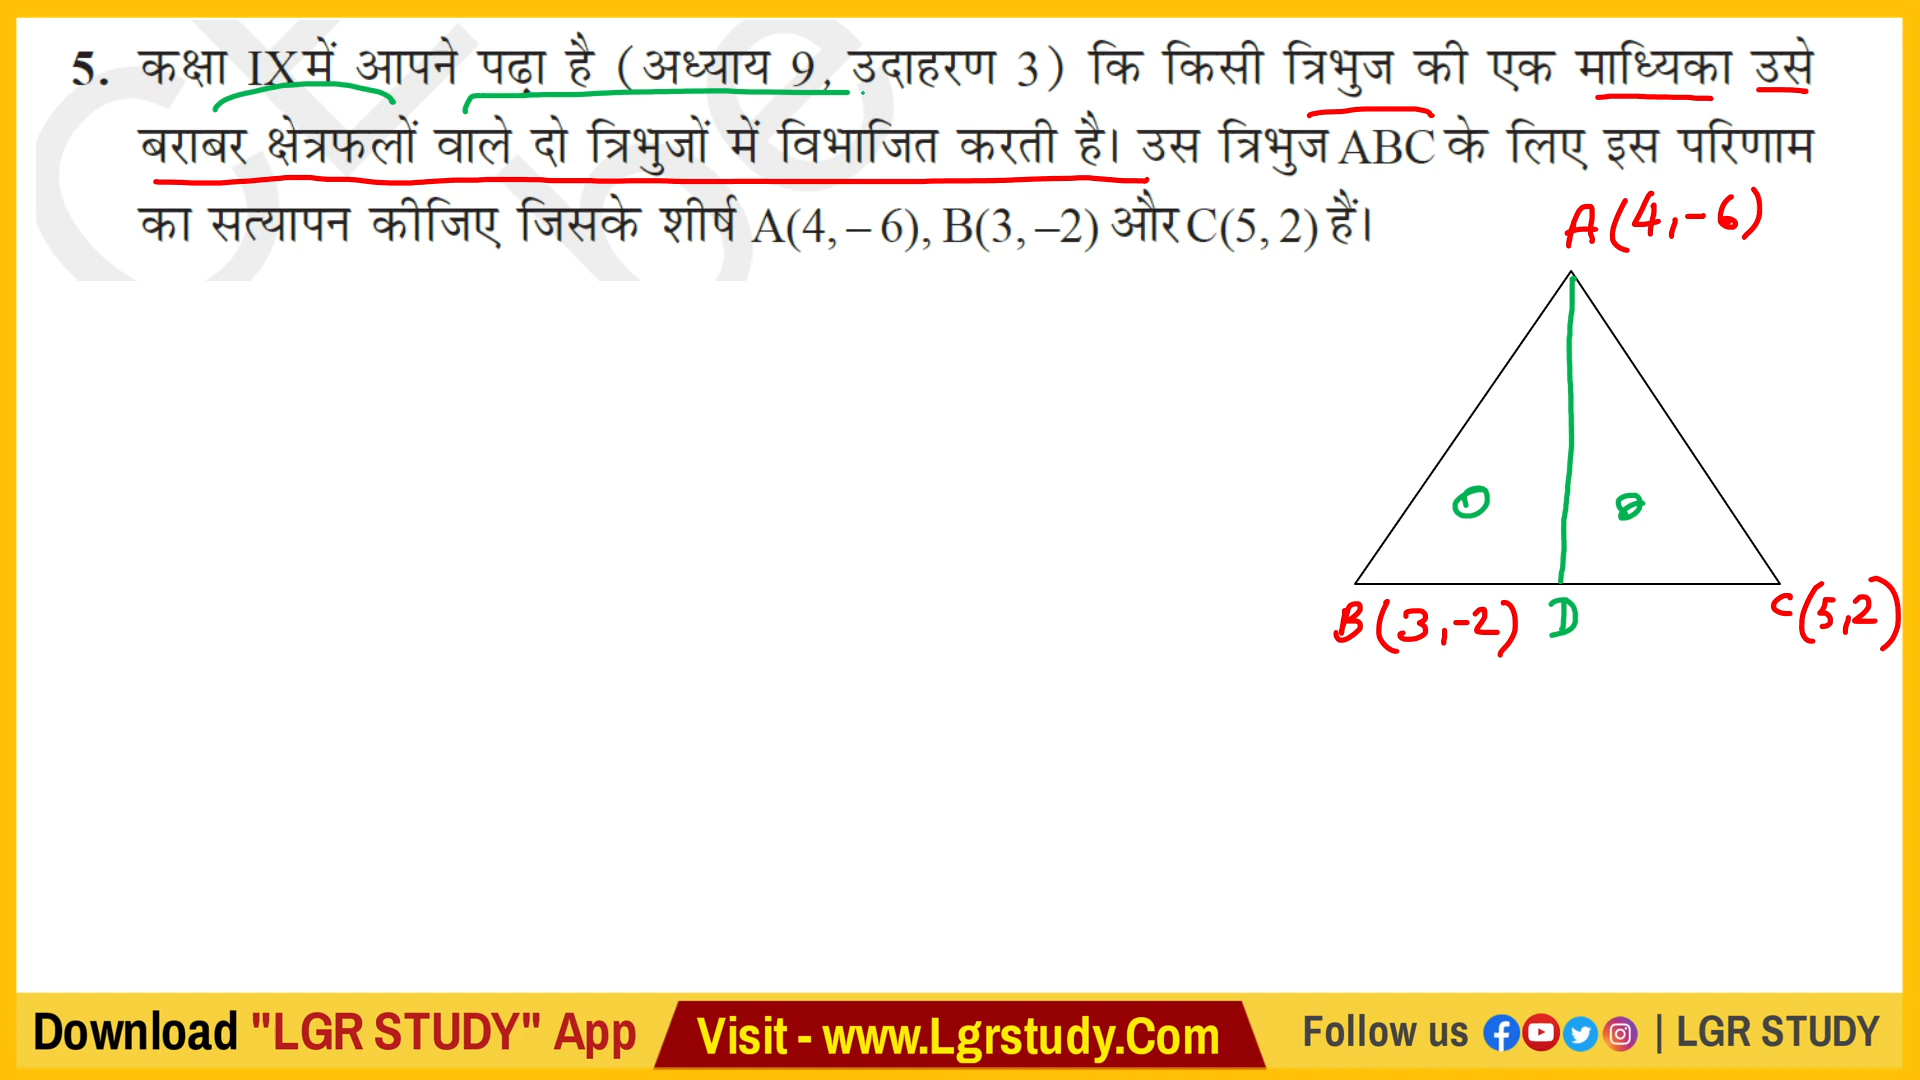 5. कक्षा IX में आपने पढ़ा है (अध्याय 9, उदाहरण 3) कि किसी त्रिभुज की एक माध्यिका उसे
बराबर क्षेत्रफलों वाले दो त्रिभुजों में विभाजित करती है। उस त्रिभुज ABC के लिए इस परिणाम
का सत्यापन कीजिए जिसके शीर्ष A(4, – 6), B(3, –2) और C(5, 2) हैं।
A(4,-6)
B(3,-2) D C(5,2)
Download "LGR STUDY" App
Visit - www.Lgrstudy.Com
Follow us | LGR STUDY